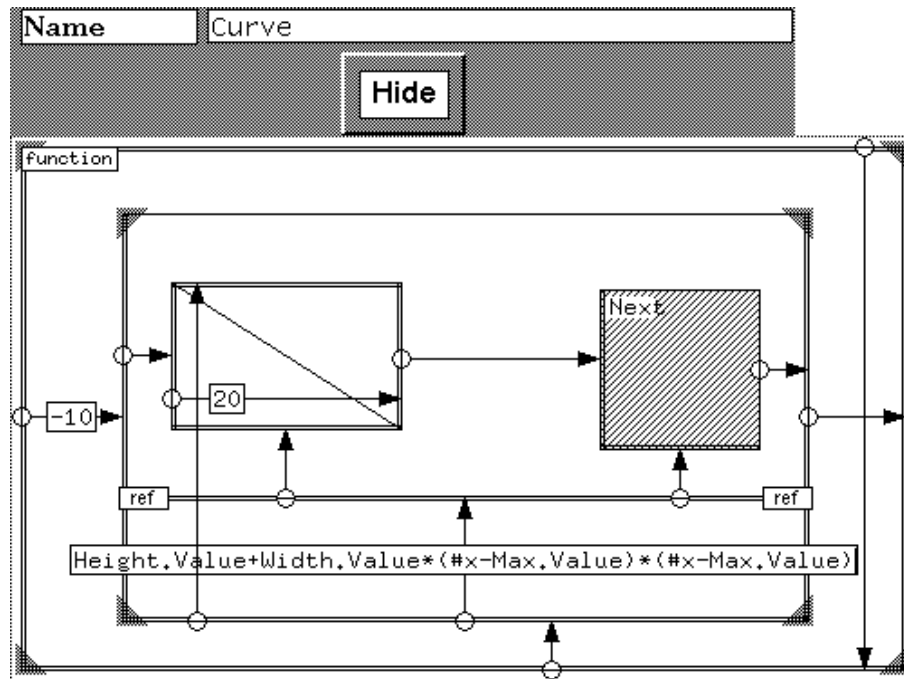 Name
Curve
Hide
function
Next
20
-10
ref
ref
Height.Value+Width.Value*(#x-Max.Value)*(#x-Max.Value)